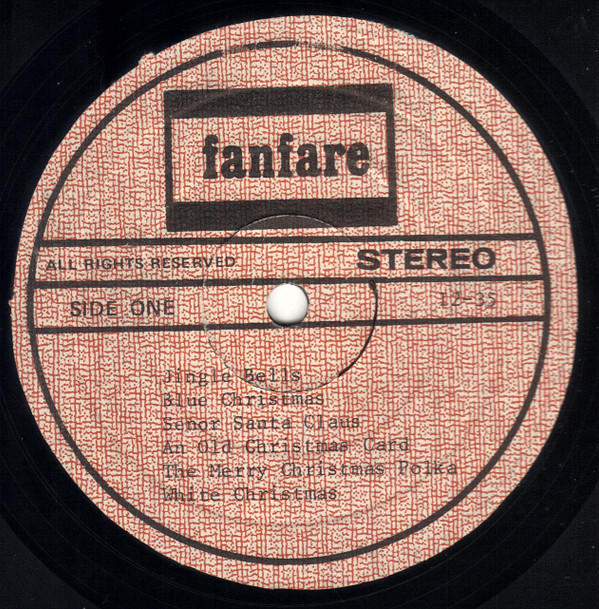 fanfare
ALL RIGHTS RESERVED
STEREO
SIDE ONE
12-35
Jingle Bells
Blue Christmas
Senor Santa Claus
An Old Christmas Card
The Merry Christmas Polka
White Christmas